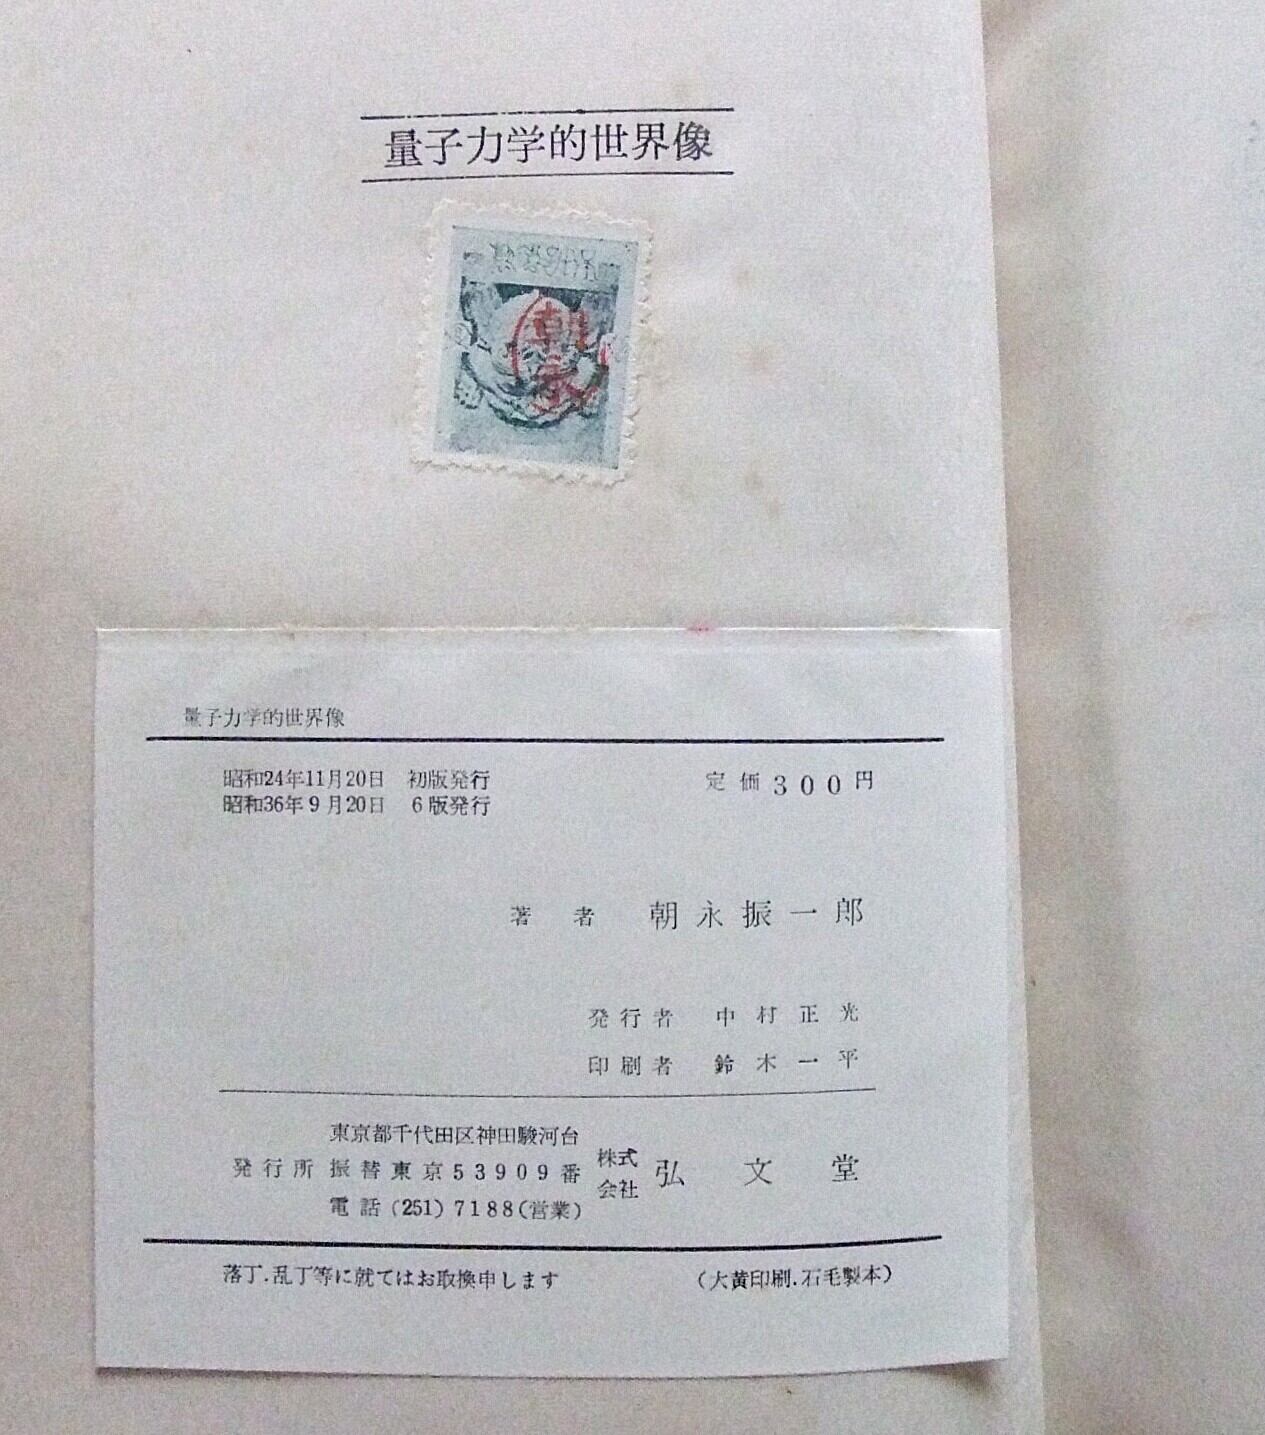 量子力学的世界像
朝永
量子力学的世界像
昭和24年11月20日　初版発行
昭和36年9月20日　6版発行
定価300円
著者　朝永振一郎
発行者　中村正光
印刷者　鈴木一平
東京都千代田区神田駿河台
発行所　振替東京53909番　株式会社　弘文堂
電話(251)7188(営業)
落丁.乱丁等に就てはお取換申します　(大黄印刷.石毛製本)